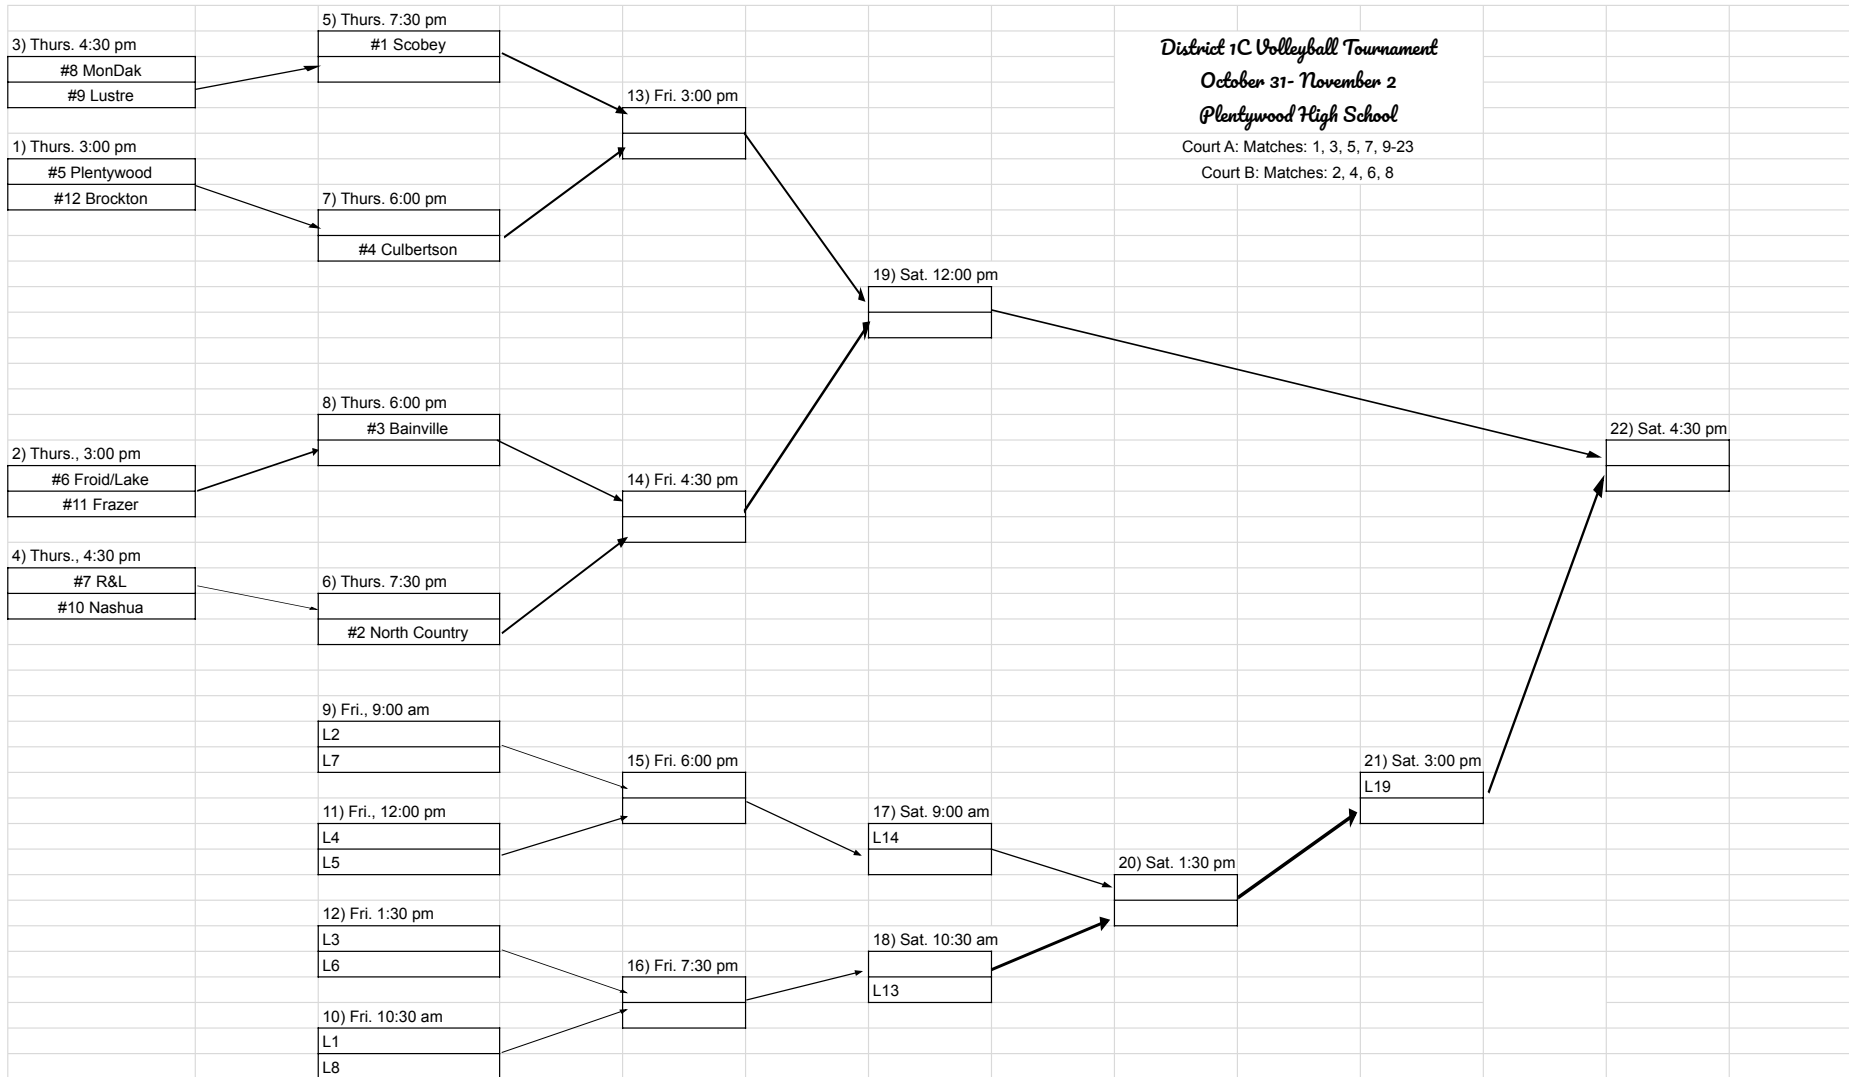 District 1C Volleyball Tournament
October 31- November 2
Plentywood High School
Court A: Matches: 1, 3, 5, 7, 9-23
Court B: Matches: 2, 4, 6, 8
3) Thurs. 4:30 pm
#8 MonDak
#9 Lustre
1) Thurs. 3:00 pm
#5 Plentywood
#12 Brockton
2) Thurs., 3:00 pm
#6 Froid/Lake
#11 Frazer
4) Thurs., 4:30 pm
#7 R&L
#10 Nashua
5) Thurs. 7:30 pm
#1 Scobey
7) Thurs. 6:00 pm
#4 Culbertson
8) Thurs. 6:00 pm
#3 Bainville
6) Thurs. 7:30 pm
#2 North Country
9) Fri., 9:00 am
L2
L7
11) Fri., 12:00 pm
L4
L5
12) Fri. 1:30 pm
L3
L6
10) Fri. 10:30 am
L1
L8
13) Fri. 3:00 pm
14) Fri. 4:30 pm
15) Fri. 6:00 pm
16) Fri. 7:30 pm
19) Sat. 12:00 pm
17) Sat. 9:00 am
L14
18) Sat. 10:30 am
L13
20) Sat. 1:30 pm
21) Sat. 3:00 pm
L19
22) Sat. 4:30 pm